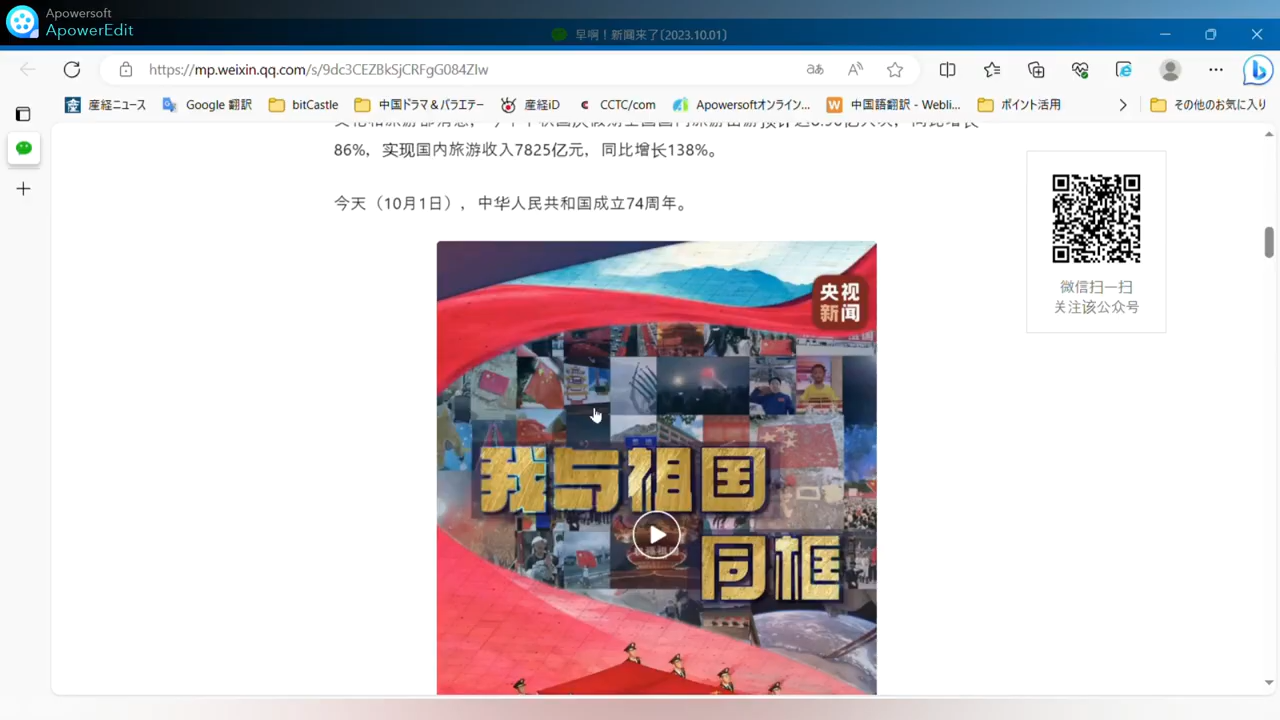 Apowersoft
ApowerEdit
早啊！新闻来了〔2023.10.01〕
https://mp.weixin.qq.com/s/9dc3CEZBkSjCRFgG084ZIw
産経ニュース
Google 翻訳
bitCastle
中国ドラマ＆バラエテー
産経iD
CCTC/com
Apowersoftオンライン...
中国語翻訳 - Webli...
ポイント活用
その他のお気に入り
86%，实现国内旅游收入7825亿元，同比增长138%。
今天（10月1日），中华人民共和国成立74周年。
央视
新闻
我与祖国
同框
微信扫一扫
关注该公众号